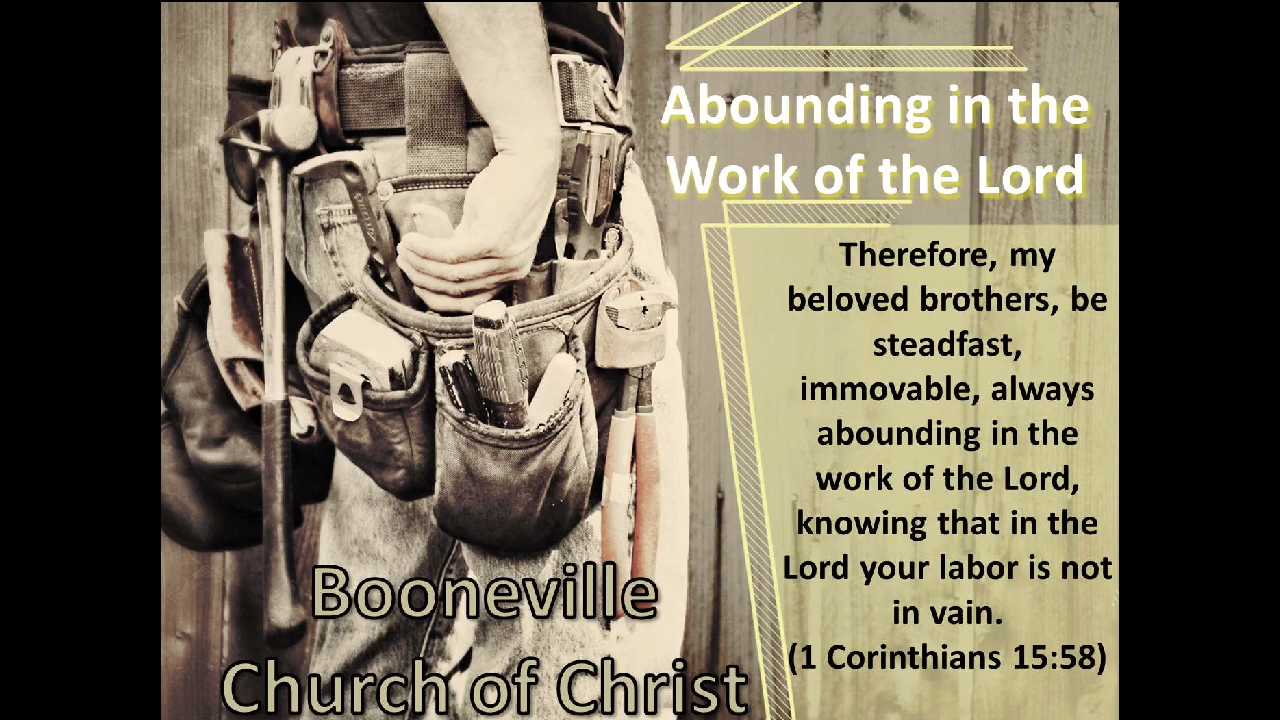 Abounding in the
Work of the Lord
Therefore, my
beloved brothers, be
steadfast,
immovable, always
abounding in the
work of the Lord,
knowing that in the
Lord your labor is not
in vain.
(1 Corinthians 15:58)
Booneville
Church of Christ